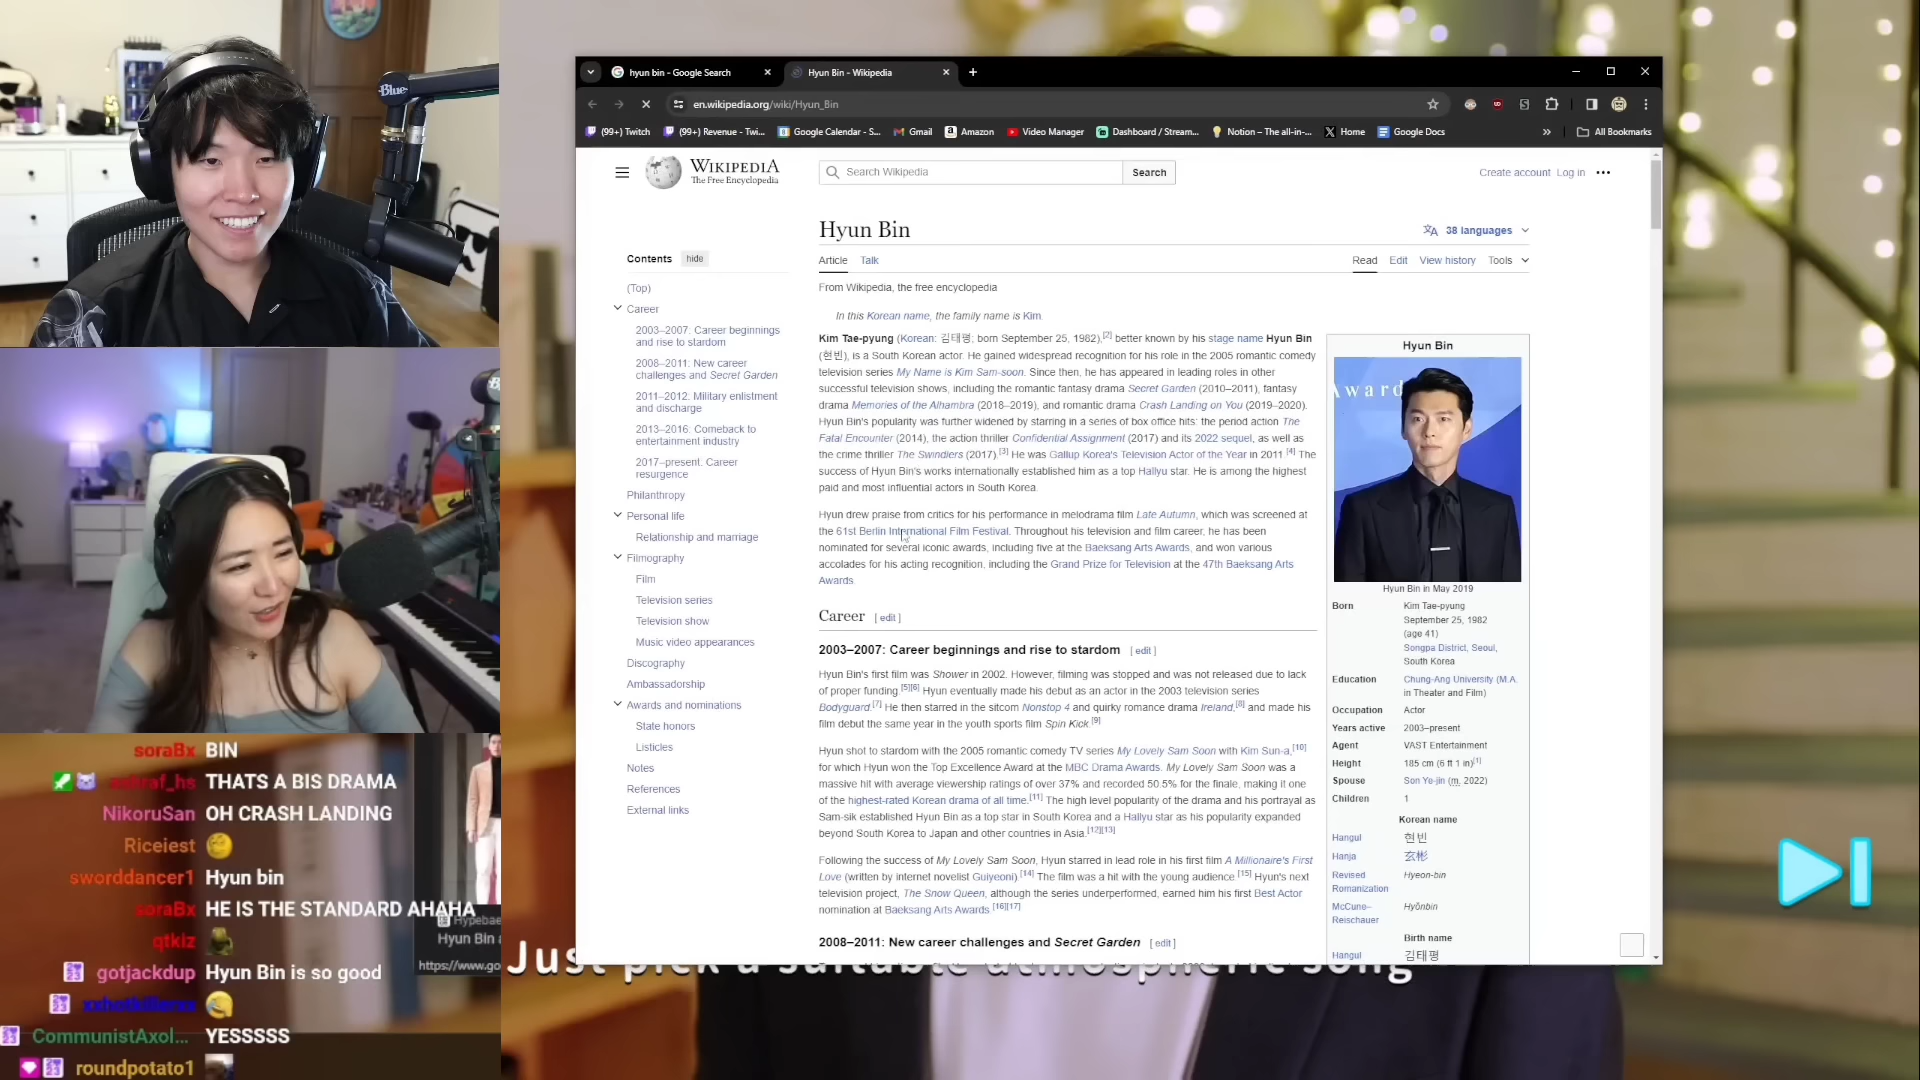 hyun bin - Google Search
Hyun Bin - Wikipedia
en.wikipedia.org/wiki/Hyun_Bin
(99+) Twitch
(99+) Revenue - Twi...
Google Calendar - S...
Gmail
Amazon
Video Manager
Dashboard / Stream...
Notion – The all-in-...
Home
Google Docs
All Bookmarks
WIKIPEDIA
The Free Encyclopedia
Search Wikipedia
Search
Create account
Log in
Hyun Bin
38 languages
Article
Talk
Read
Edit
View history
Tools
From Wikipedia, the free encyclopedia
In this Korean name, the family name is Kim.
Contents
hide
(Top)
Career
2003–2007: Career beginnings
and rise to stardom
2008–2011: New career
challenges and Secret Garden
2011–2012: Military enlistment
and discharge
2013–2016: Comeback to
entertainment industry
2017–present: Career
resurgence
Philanthropy
Personal life
Relationship and marriage
Filmography
Film
Television series
Television show
Music video appearances
Discography
Ambassadorship
Awards and nominations
State honors
Listicles
Notes
References
External links
Kim Tae-pyung (Korean: 김태평; born September 25, 1982),[2] better known by his stage name Hyun Bin
(현빈), is a South Korean actor. He gained widespread recognition for his role in the 2005 romantic comedy
television series My Name is Kim Sam-soon. Since then, he has appeared in leading roles in other
successful television shows, including the romantic fantasy drama Secret Garden (2010–2011), fantasy
drama Memories of the Alhambra (2018–2019), and romantic drama Crash Landing on You (2019–2020).
Hyun Bin's popularity was further widened by starring in a series of box office hits: the period action The
Fatal Encounter (2014), the action thriller Confidential Assignment (2017) and its 2022 sequel, as well as
the crime thriller The Swindlers (2017).[3] He was Gallup Korea's Television Actor of the Year in 2011.[4] The
success of Hyun Bin's works internationally established him as a top Hallyu star. He is among the highest
paid and most influential actors in South Korea.
Hyun drew praise from critics for his performance in melodrama film Late Autumn, which was screened at
the 61st Berlin International Film Festival. Throughout his television and film career, he has been
nominated for several iconic awards, including five at the Baeksang Arts Awards, and won various
accolades for his acting recognition, including the Grand Prize for Television at the 47th Baeksang Arts
Awards.
Career [ edit ]
2003–2007: Career beginnings and rise to stardom [ edit ]
Hyun Bin's first film was Shower in 2002. However, filming was stopped and was not released due to lack
of proper funding.[5][6] Hyun eventually made his debut as an actor in the 2003 television series
Bodyguard.[7] He then starred in the sitcom Nonstop 4 and quirky romance drama Ireland,[8] and made his
film debut the same year in the youth sports film Spin Kick.[9]
Hyun shot to stardom with the 2005 romantic comedy TV series My Lovely Sam Soon with Kim Sun-a,[10]
for which Hyun won the Top Excellence Award at the MBC Drama Awards. My Lovely Sam Soon was a
massive hit with average viewership ratings of over 37% and recorded 50.5% for the finale, making it one
of the highest-rated Korean drama of all time.[11] The high level popularity of the drama and his portrayal as
Sam-sik established Hyun Bin as a top star in South Korea and a Hallyu star as his popularity expanded
beyond South Korea to Japan and other countries in Asia.[12][13]
Following the success of My Lovely Sam Soon, Hyun starred in lead role in his first film A Millionaire's First
Love (written by internet novelist Guiyeoni).[14] The film was a hit with the young audience.[15] Hyun's next
television project, The Snow Queen, although the series underperformed, earned him his first Best Actor
nomination at Baeksang Arts Awards.[16][17]
2008–2011: New career challenges and Secret Garden [ edit ]
Hyun Bin
Award
Hyun Bin in May 2019
Born
Kim Tae-pyung
September 25, 1982
(age 41)
Songpa District, Seoul,
South Korea
Education
Chung-Ang University (M.A.
in Theater and Film)
Occupation
Actor
Years active
2003–present
Agent
VAST Entertainment
Height
185 cm (6 ft 1 in)[1]
Spouse
Son Ye-jin (m. 2022)
Children
1
Korean name
Hangul
현빈
Hanja
玄彬
Revised
Romanization
Hyeon-bin
McCune–
Reischauer
Hyŏnbin
Birth name
Hangul
김태평
Blue
soraBx BIN
THATS A BIS DRAMA
NikoruSan OH CRASH LANDING
Riceiest
sworddancer1 Hyun bin
soraBx HE IS THE STANDARD AHAHA
qtkiz
gotjackdup Hyun Bin is so good
CommunistAxol... YESSSSS
roundpotato1
Hypebae
Hyun Bin
https://www.go
Just pick a suitable atmospheric song